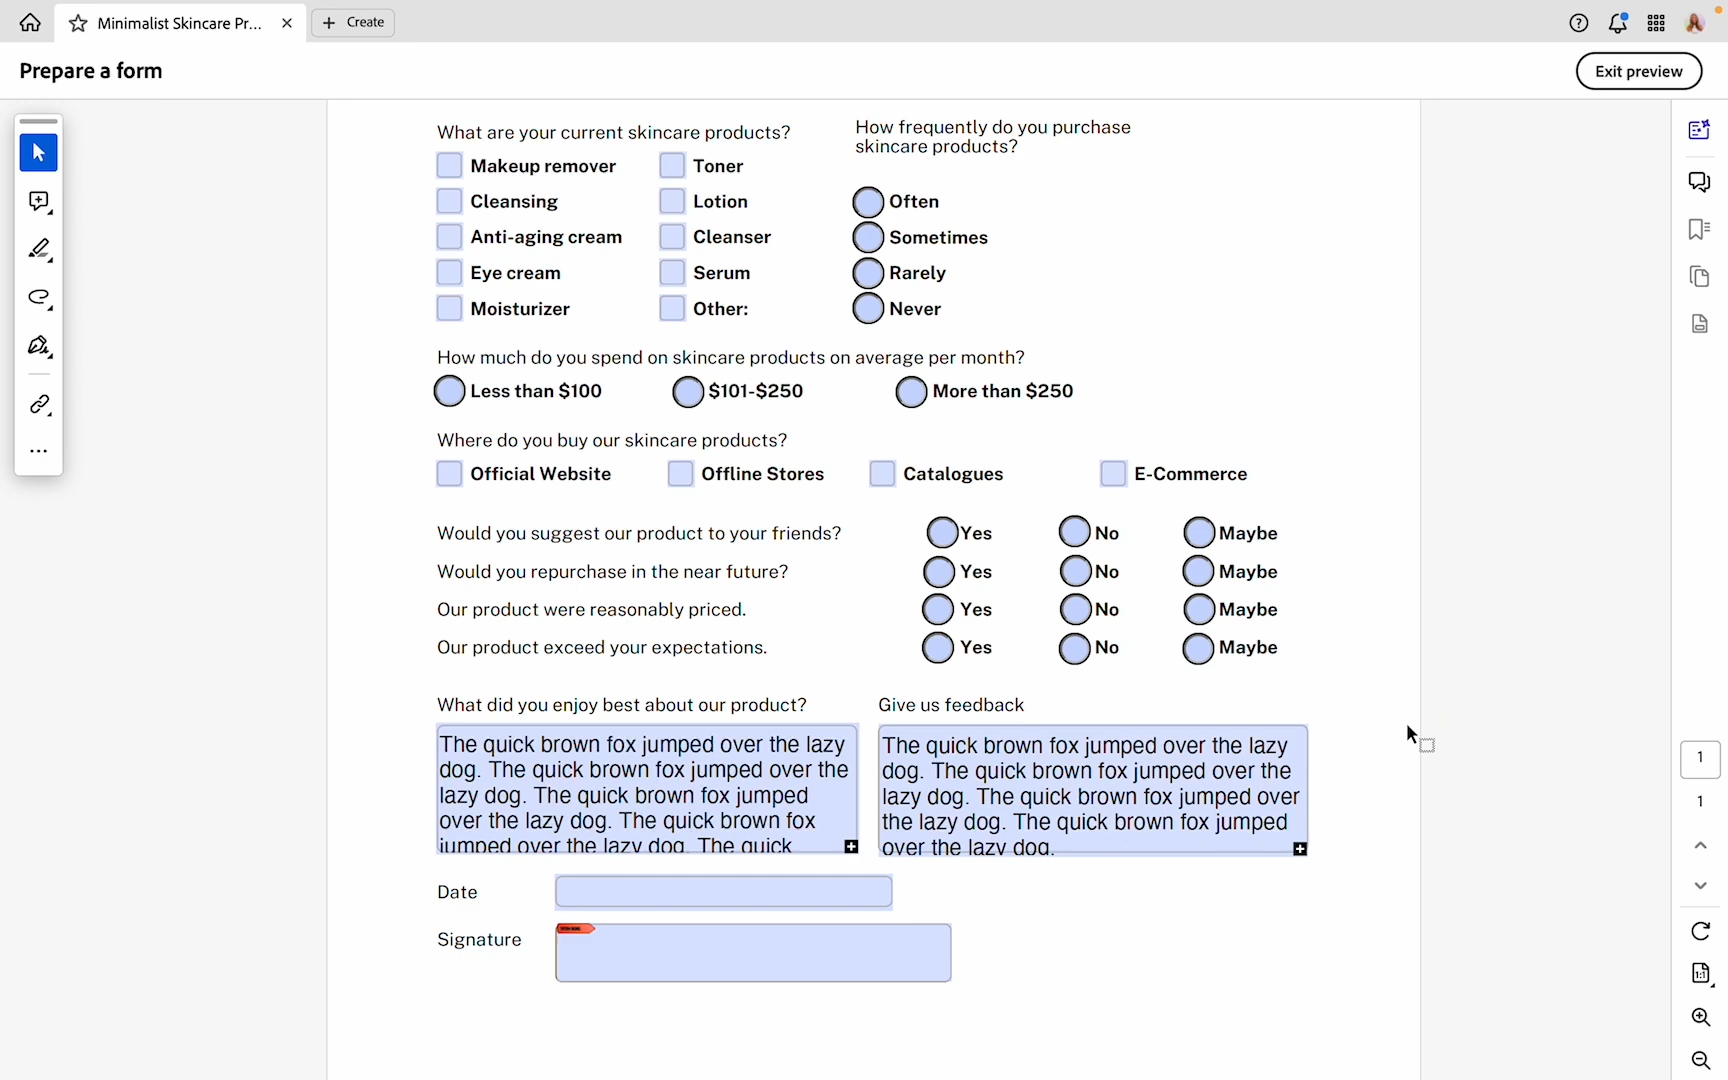 Minimalist Skincare Pr...
Create
Prepare a form
Exit preview
What are your current skincare products?
Makeup remover
Toner
Cleansing
Lotion
Anti-aging cream
Cleanser
Eye cream
Serum
Moisturizer
Other:
How frequently do you purchase
skincare products?
Often
Sometimes
Rarely
Never
How much do you spend on skincare products on average per month?
Less than $100
$101-$250
More than $250
Where do you buy our skincare products?
Official Website
Offline Stores
Catalogues
E-Commerce
Would you suggest our product to your friends?
Yes
No
Maybe
Would you repurchase in the near future?
Yes
No
Maybe
Our product were reasonably priced.
Yes
No
Maybe
Our product exceed your expectations.
Yes
No
Maybe
What did you enjoy best about our product?
The quick brown fox jumped over the lazy
dog. The quick brown fox jumped over the
lazy dog. The quick brown fox jumped
over the lazy dog. The quick brown fox
jumped over the lazy dog. The quick
Give us feedback
The quick brown fox jumped over the lazy
dog. The quick brown fox jumped over the
lazy dog. The quick brown fox jumped over
the lazy dog. The quick brown fox jumped
over the lazy dog.
Date
Signature
1
1
1:1